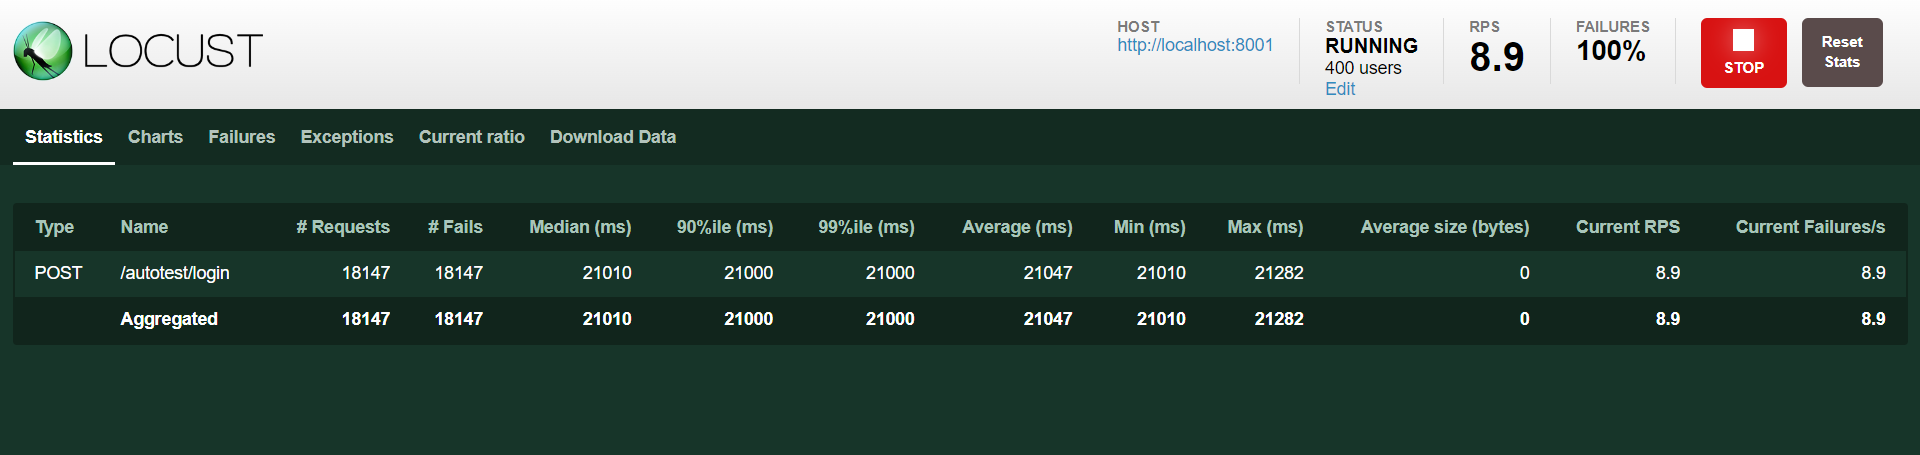 LOCUST
HOST
http://localhost:8001
STATUS
RUNNING
400 users
Edit
RPS
8.9
FAILURES
100%
STOP
Reset
Stats
Statistics Charts Failures Exceptions Current ratio Download Data
Type Name # Requests # Fails Median (ms) 90%ile (ms) 99%ile (ms) Average (ms) Min (ms) Max (ms) Average size (bytes) Current RPS Current Failures/s
POST /autotest/login 18147 18147 21010 21000 21000 21047 21010 21282 0 8.9 8.9
Aggregated 18147 18147 21010 21000 21000 21047 21010 21282 0 8.9 8.9